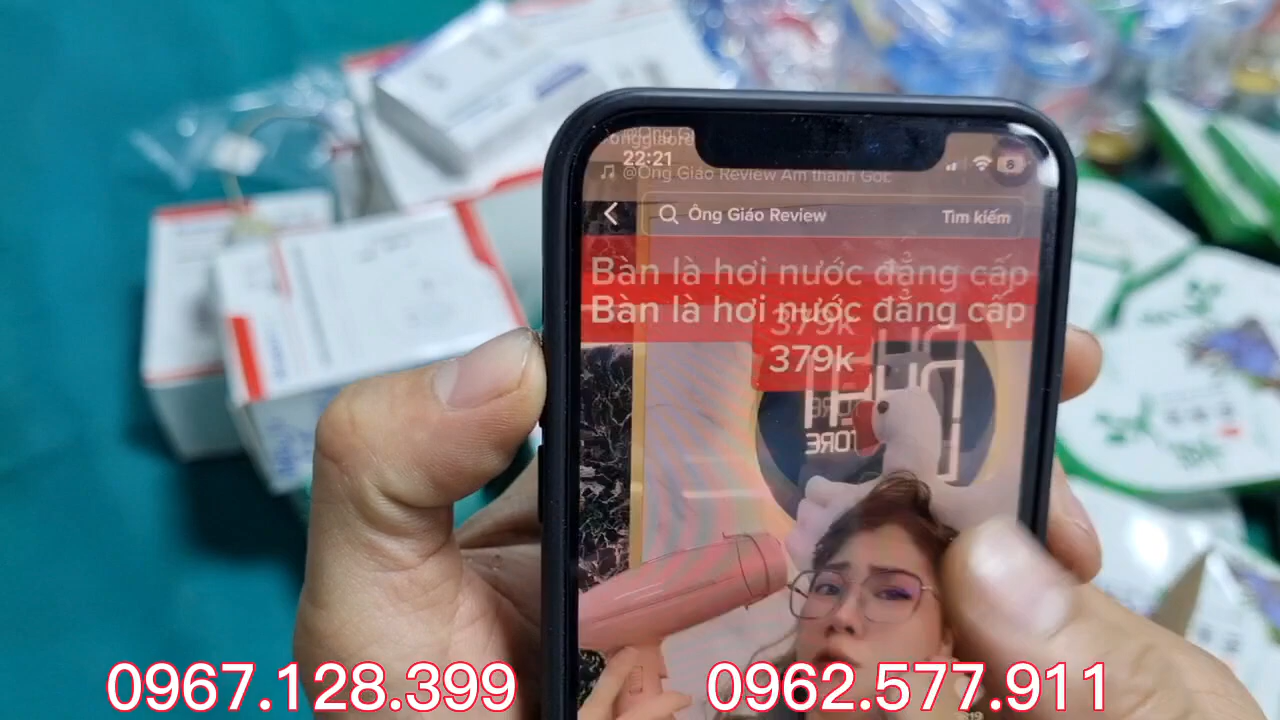 22:21
8
@Ông Giáo Review Âm thanh Gốc
Ông Giáo Review
Tìm kiếm
Bàn là hơi nước đẳng cấp
Bàn là hơi nước đẳng cấp
379k
379k
0967.128.399
0962.577.911